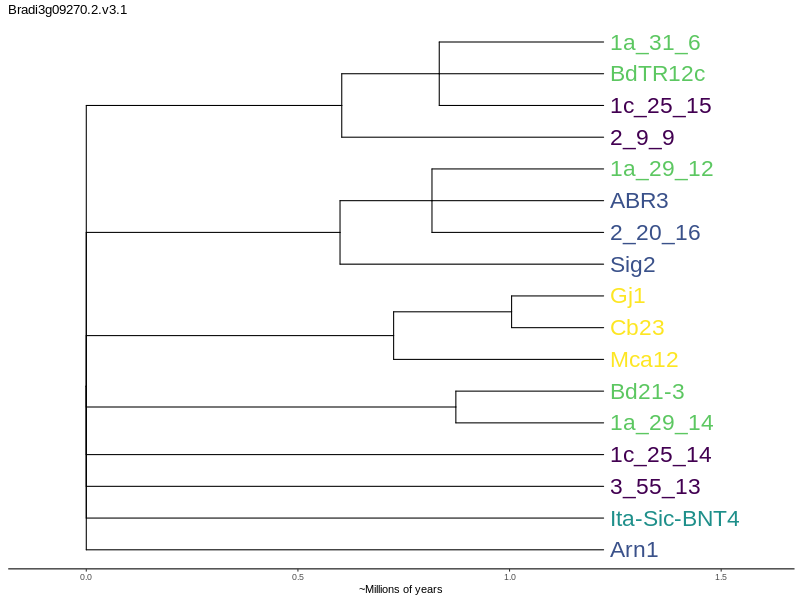 Bradi3g09270.2.v3.1
1a_31_6
BdTR12c
1c_25_15
2_9_9
1a_29_12
ABR3
2_20_16
Sig2
Gj1
Cb23
Mca12
Bd21-3
1a_29_14
1c_25_14
3_55_13
Ita-Sic-BNT4
Arn1
0.0 0.5 1.0 1.5
~Millions of years